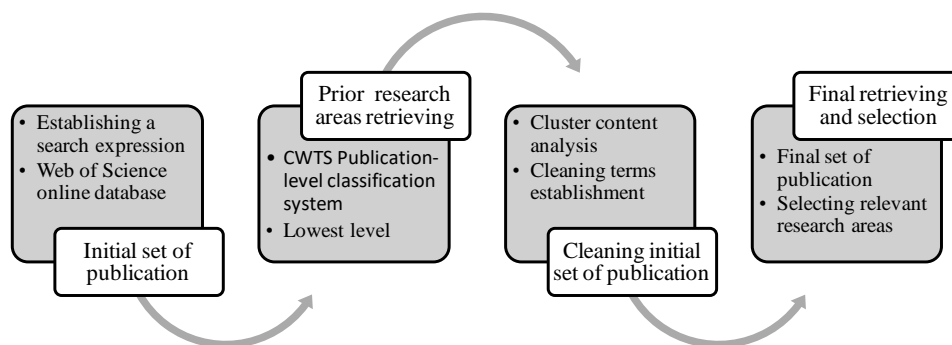 • Establishing a
search expression
• Web of Science
online database
Initial set of
publication
Prior research
areas retrieving
• CWTS Publication-
level classification
system
• Lowest level
• Cluster content
analysis
• Cleaning terms
establishment
Cleaning initial
set of publication
Final retrieving
and selection
• Final set of
publication
• Selecting relevant
research areas